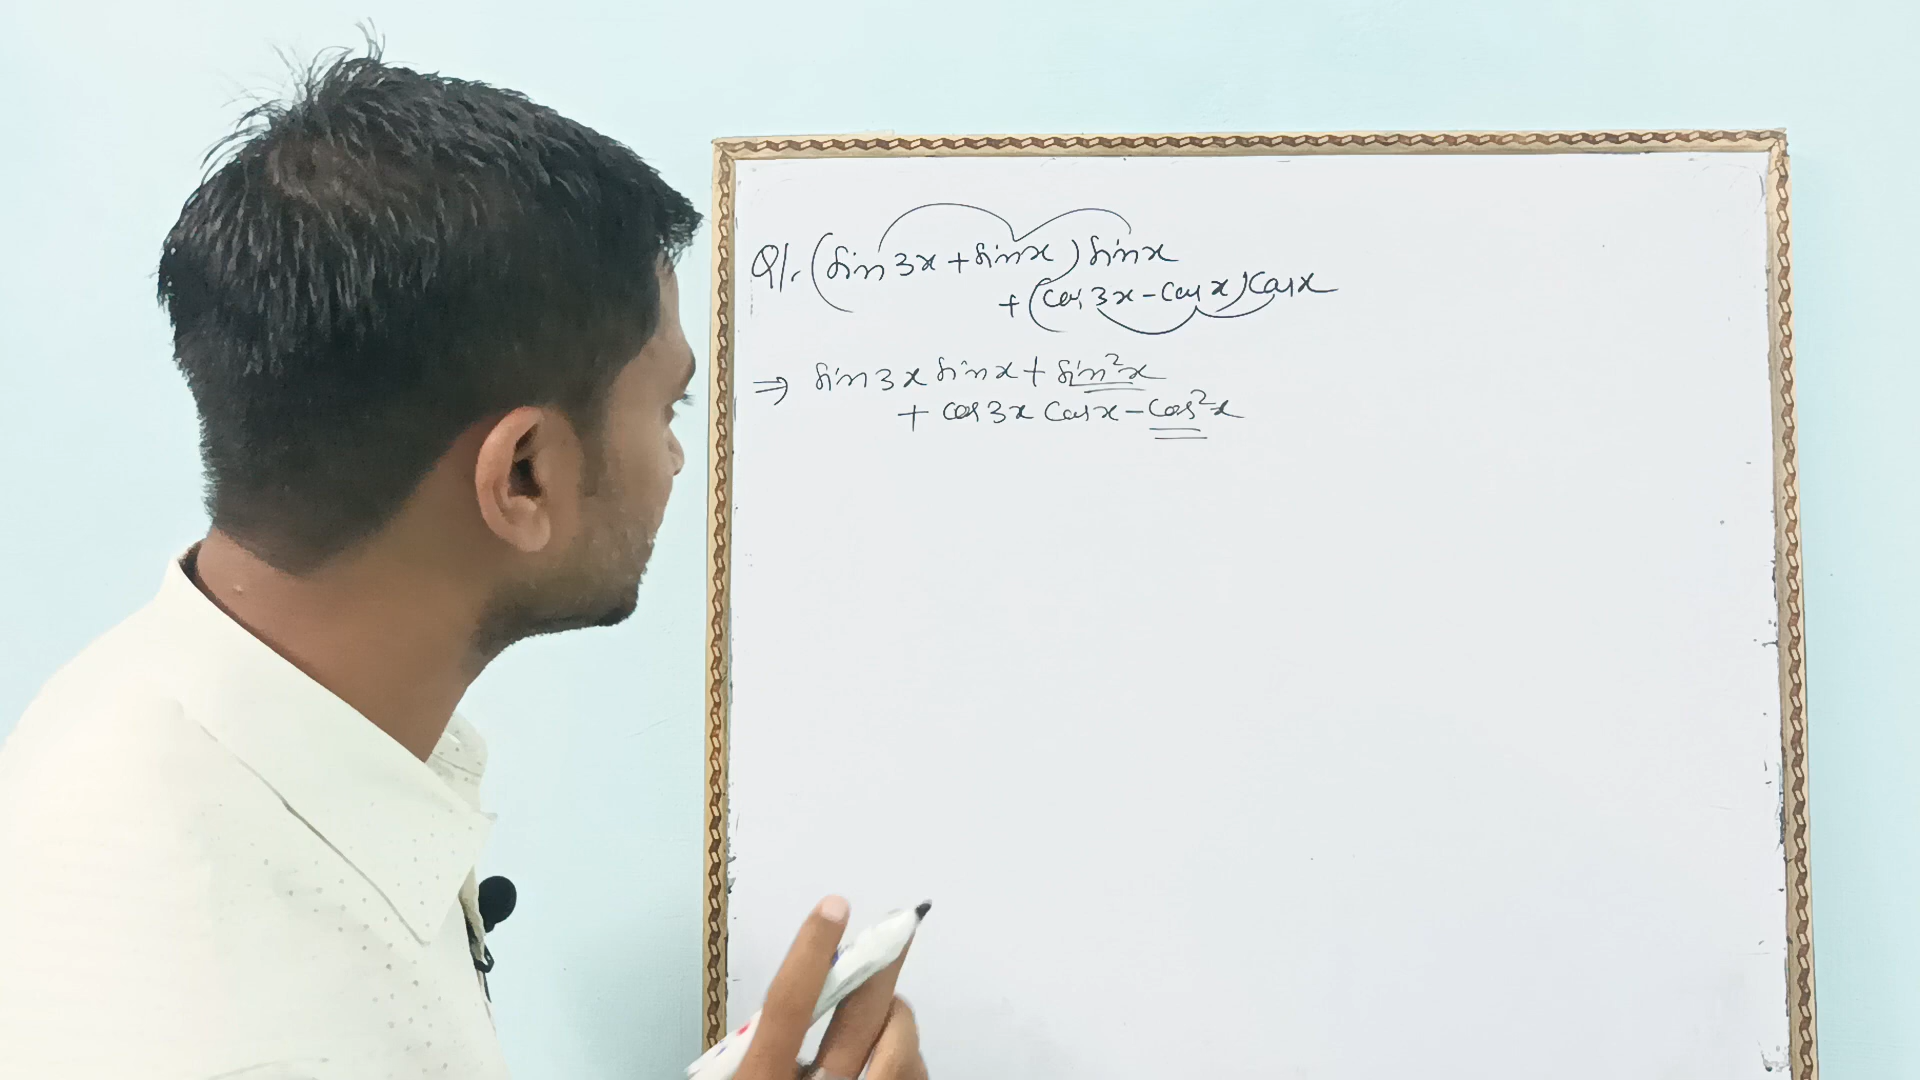 Q1. (sin 3x + sin x) sin x
+ (cos 3x - cos x) cos x
⇒ sin 3x sin x + sin²x
+ cos 3x cos x - cos²x